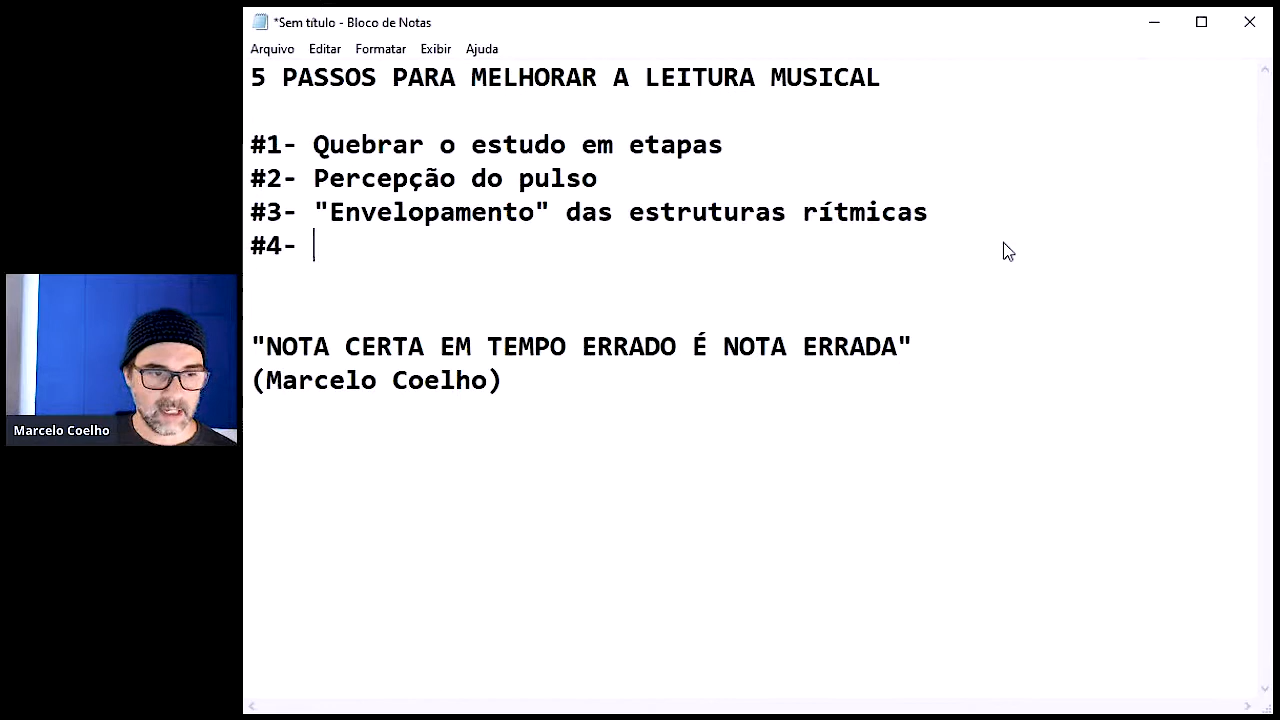 *Sem título - Bloco de Notas
Arquivo Editar Formatar Exibir Ajuda
5 PASSOS PARA MELHORAR A LEITURA MUSICAL
#1- Quebrar o estudo em etapas
#2- Percepção do pulso
#3- "Envelopamento" das estruturas rítmicas
#4-
"NOTA CERTA EM TEMPO ERRADO É NOTA ERRADA"
(Marcelo Coelho)
Marcelo Coelho